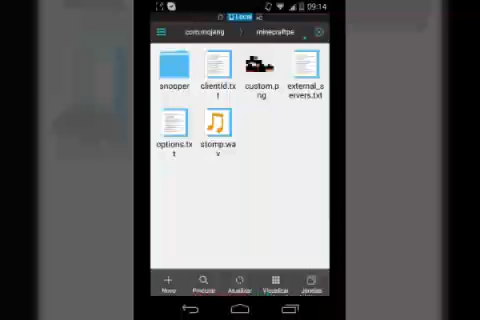 09:14
Local
com.mojang
minecraftpe
snooper
clientId.tx
t
custom.p
ng
external_s
ervers.txt
options.tx
t
stomp.wa
v
Novo
Procurar
Atualizar
Visualizar
Janelas